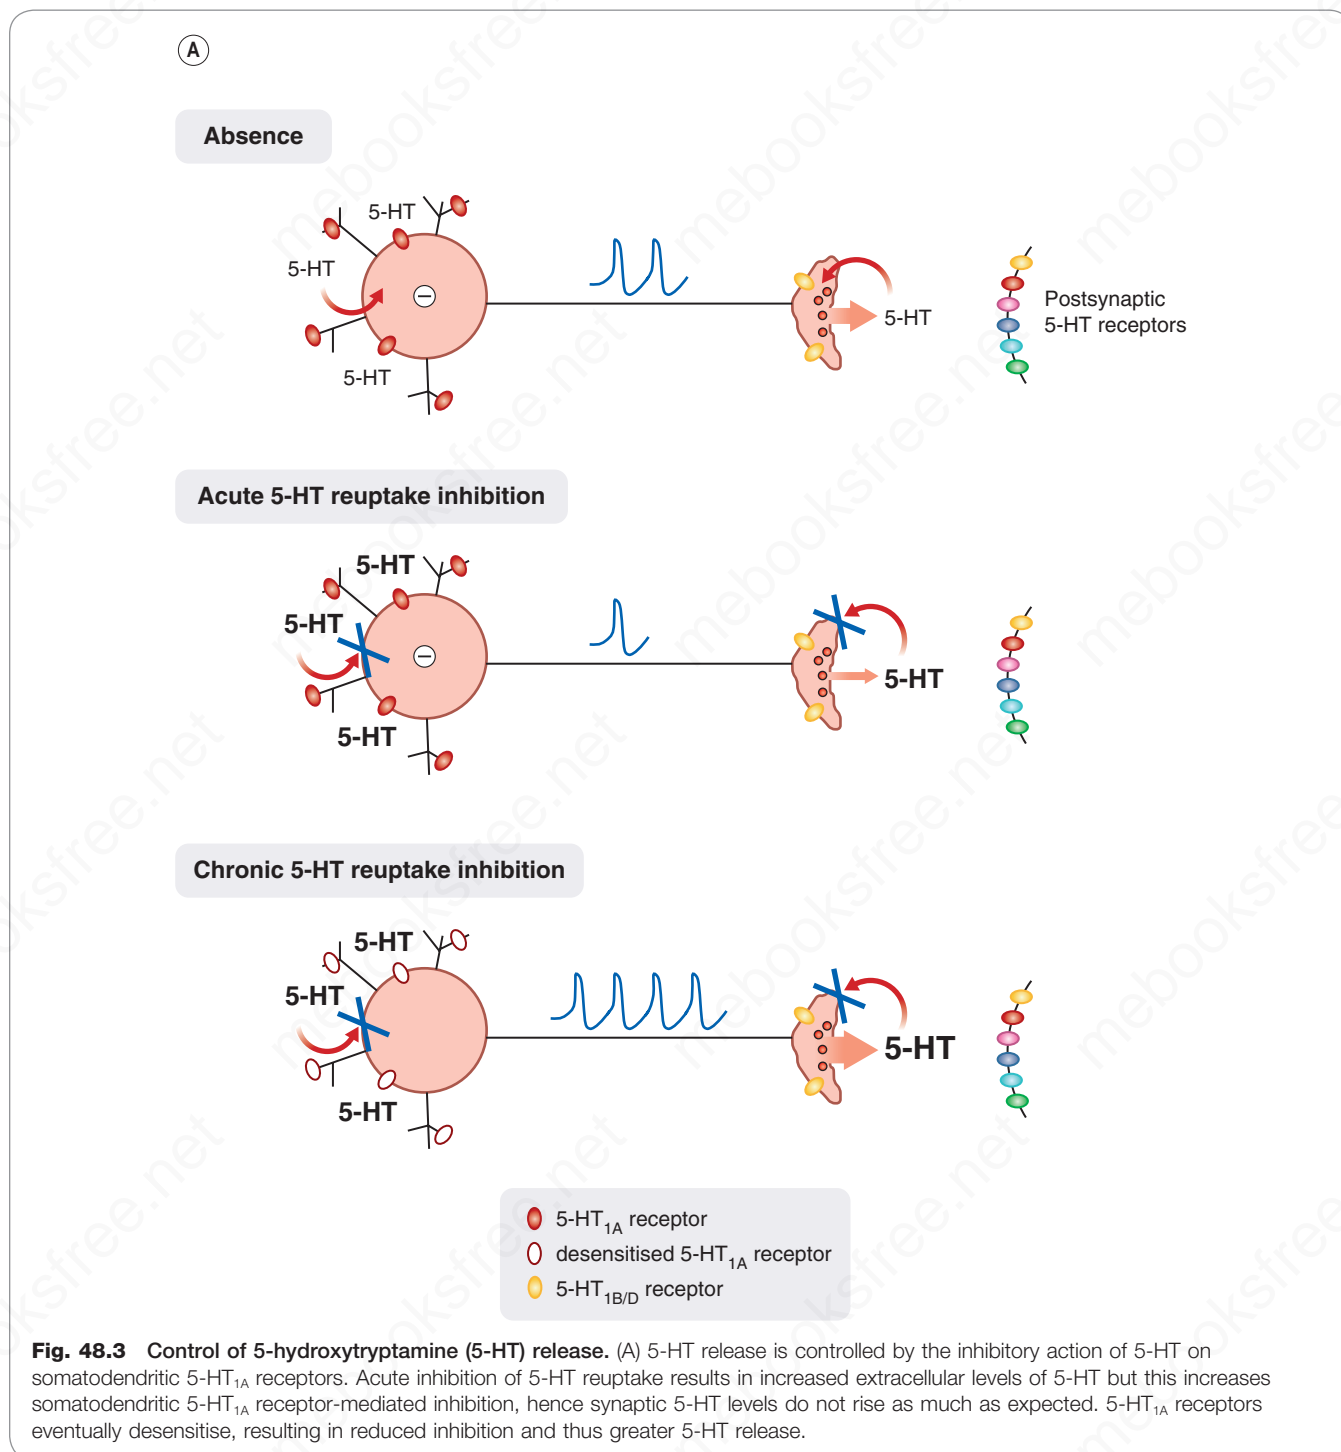 A
Absence
5-HT
5-HT
5-HT
5-HT
Postsynaptic
5-HT receptors
Acute 5-HT reuptake inhibition
5-HT
5-HT
5-HT
5-HT
Chronic 5-HT reuptake inhibition
5-HT
5-HT
5-HT
5-HT
5-HT1A receptor
desensitised 5-HT1A receptor
5-HT1B/D receptor
Fig. 48.3 Control of 5-hydroxytryptamine (5-HT) release. (A) 5-HT release is controlled by the inhibitory action of 5-HT on
somatodendritic 5-HT1A receptors. Acute inhibition of 5-HT reuptake results in increased extracellular levels of 5-HT but this increases
somatodendritic 5-HT1A receptor-mediated inhibition, hence synaptic 5-HT levels do not rise as much as expected. 5-HT1A receptors
eventually desensitise, resulting in reduced inhibition and thus greater 5-HT release.
mebooksfree.net